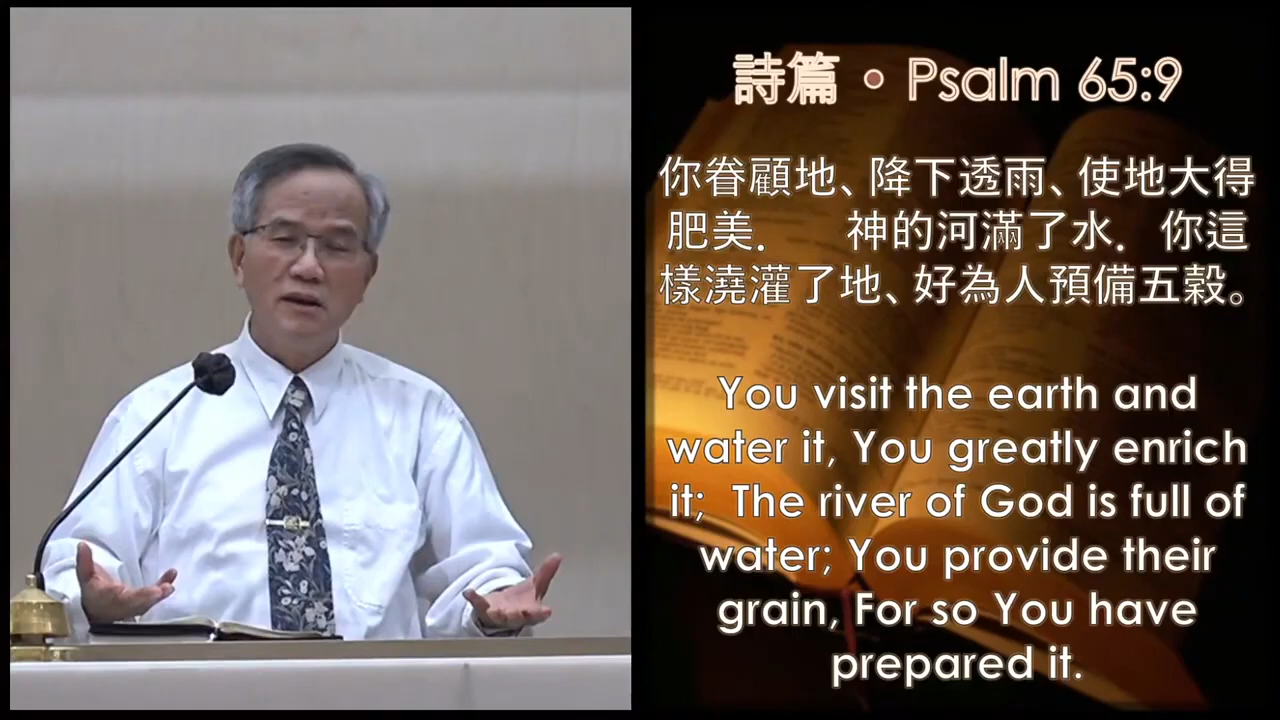 詩篇 • Psalm 65:9
你眷顧地、降下透雨、使地大得
肥美． 神的河滿了水． 你這
樣澆灌了地、好為人預備五穀。
You visit the earth and
water it, You greatly enrich
it;  The river of God is full of
water; You provide their
grain, For so You have
prepared it.